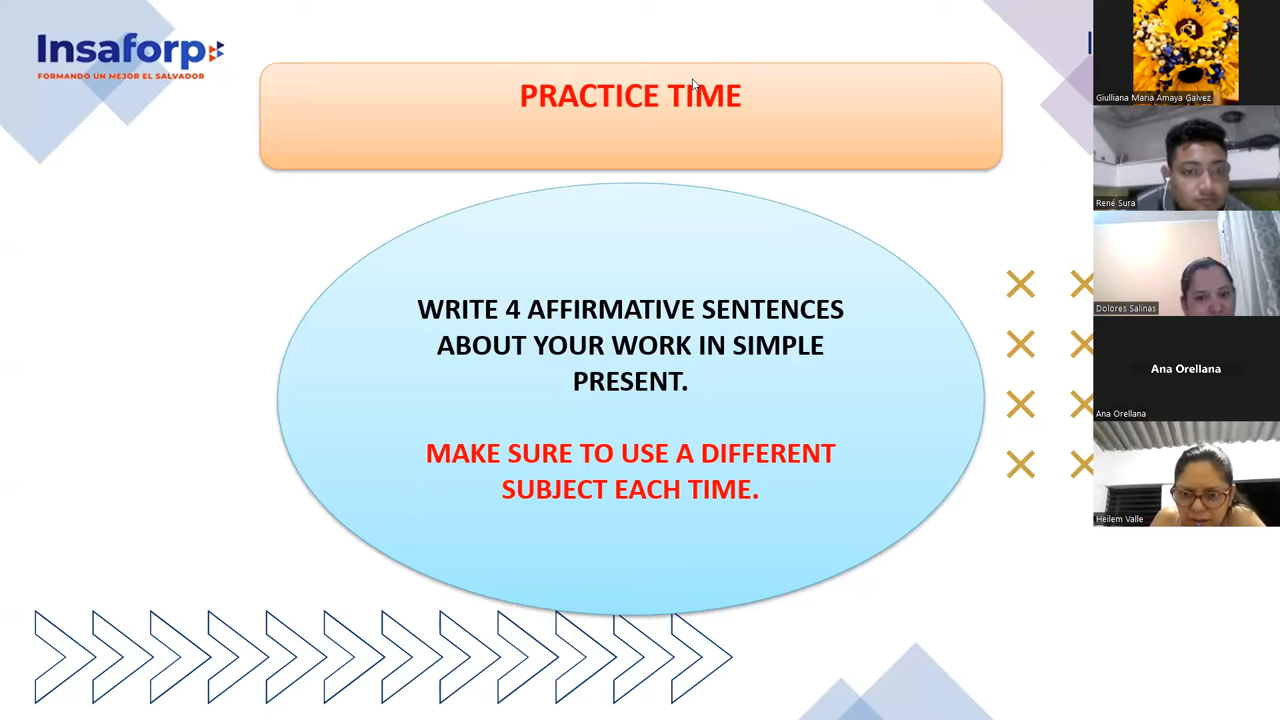 Insaforp
FORMANDO UN MEJOR EL SALVADOR
PRACTICE TIME
WRITE 4 AFFIRMATIVE SENTENCES
ABOUT YOUR WORK IN SIMPLE
PRESENT.
MAKE SURE TO USE A DIFFERENT
SUBJECT EACH TIME.
Giulliana Maria Amaya Galvez
René Sura
Dolores Salinas
Ana Orellana
Ana Orellana
Heilem Valle